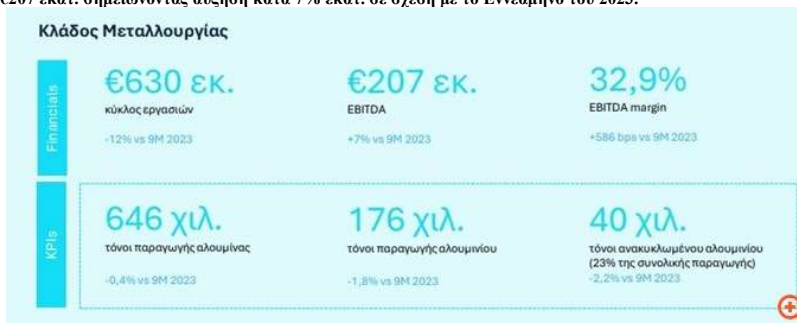 €207 εκατ. σημειώνοντας αύξηση κατά 7% εκατ. σε σχέση με το Εννεάμηνο του 2023.
Κλάδος Μεταλλουργίας
Financials
€630 εκ.
κύκλος εργασιών
-12% vs 9M 2023
€207 εκ.
EBITDA
+7% vs 9M 2023
32,9%
EBITDA margin
+586 bps vs 9M 2023
KPIs
646 χιλ.
τόνοι παραγωγής αλουμίνας
-0,4% vs 9M 2023
176 χιλ.
τόνοι παραγωγής αλουμινίου
-1,8% vs 9M 2023
40 χιλ.
τόνοι ανακυκλωμένου αλουμινίου
(23% της συνολικής παραγωγής)
-2,2% vs 9M 2023